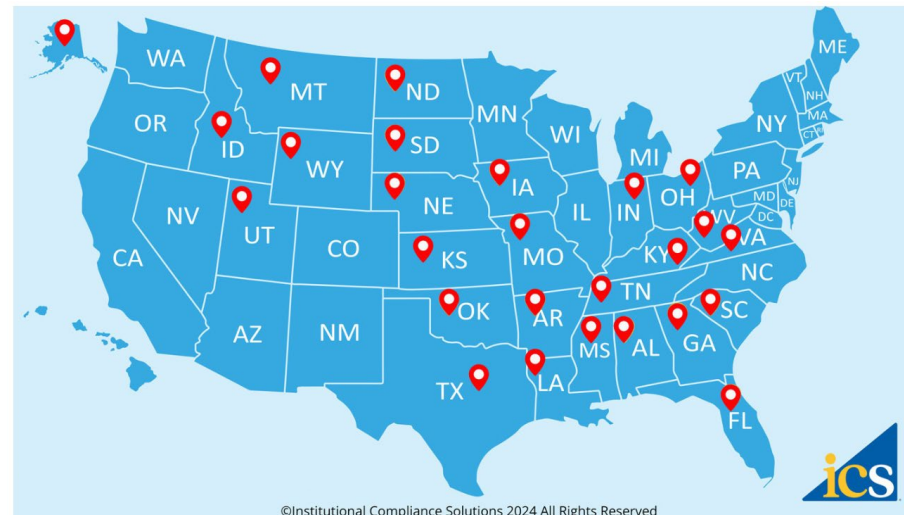 ME
WA
VT
MT
ND
NH
MN
OR
MA
NY
WI
CT
SD
ID
MI
WY
PA
IA
NJ
OH
NE
MD
NV
IL
IN
DE
UT
WV
DC
CO
VA
CA
KS
MO
KY
NC
TN
OK
AZ
NM
AR
SC
MS
AL
GA
TX
LA
FL
ics
©Institutional Compliance Solutions 2024 All Rights Reserved